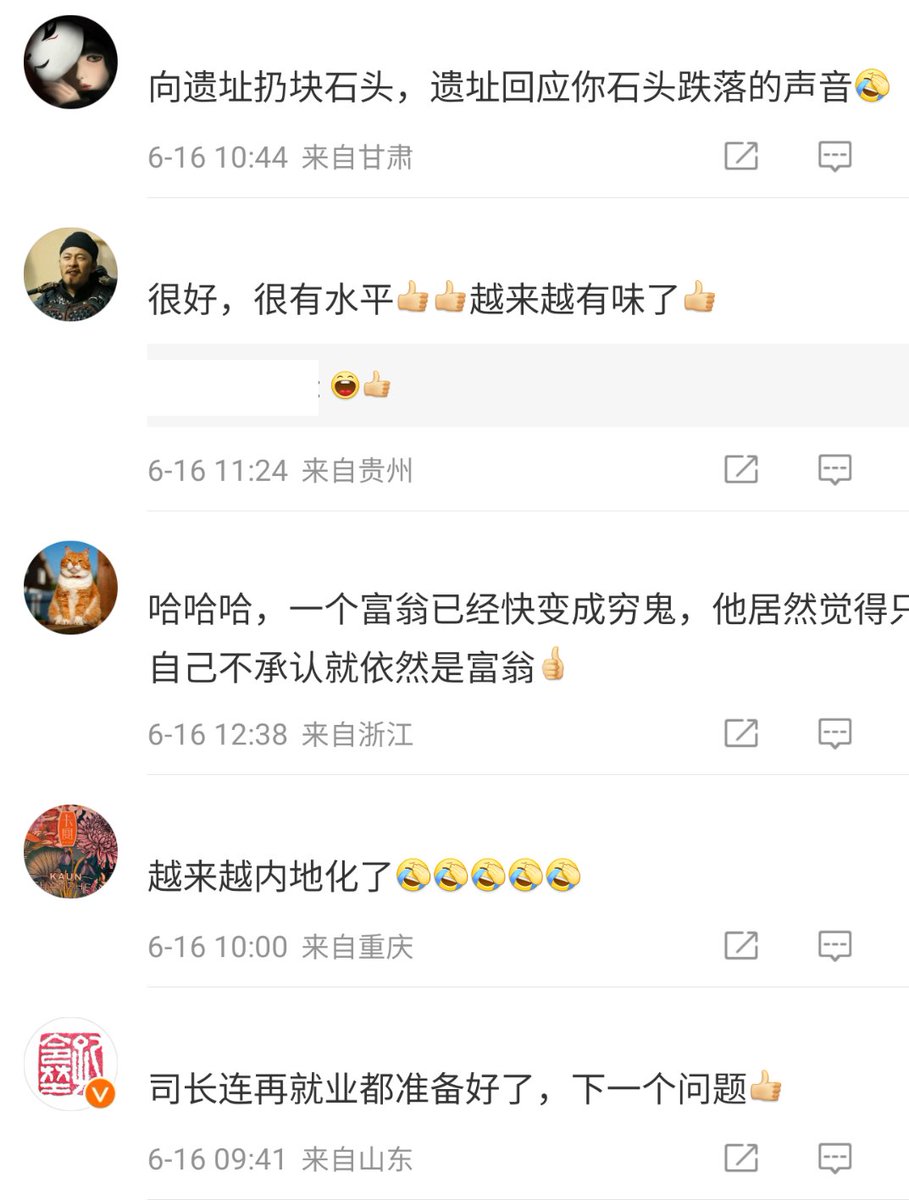 向遗址扔块石头，遗址回应你石头跌落的声音🤣
6-16 10:44 来自甘肃
很好，很有水平👍👍越来越有味了👍
: 😄👍
6-16 11:24 来自贵州
哈哈哈，一个富翁已经快变成穷鬼，他居然觉得只
自己不承认就依然是富翁👍
6-16 12:38 来自浙江
卡
KAUN
越来越内地化了🤣🤣🤣🤣🤣
6-16 10:00 来自重庆
司长连再就业都准备好了，下一个问题👍
6-16 09:41 来自山东